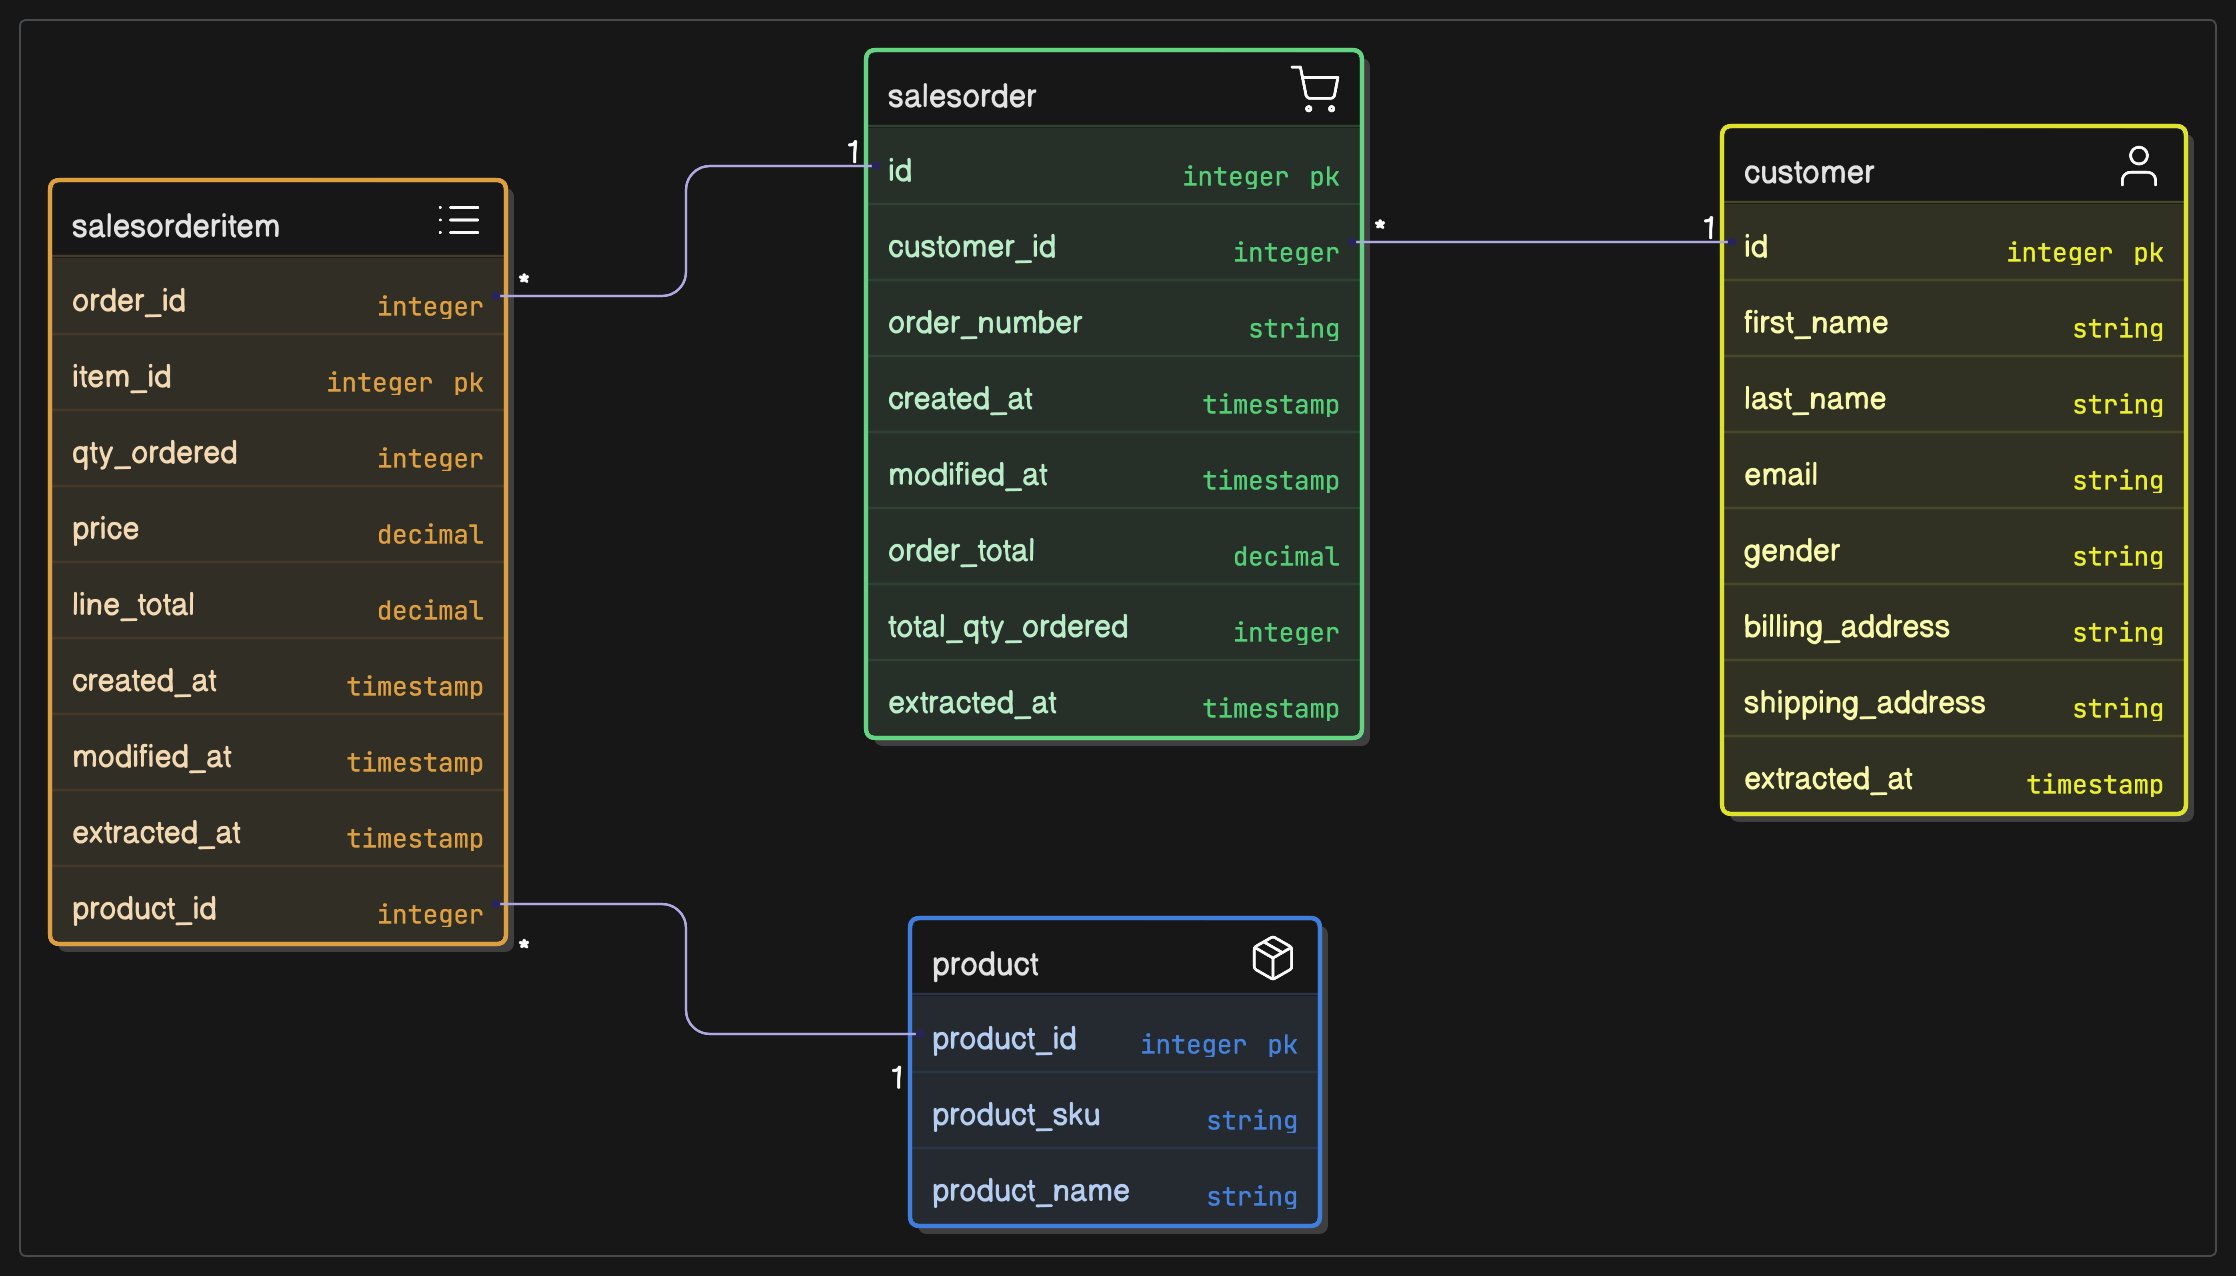 salesorderitem
order_id integer
item_id integer pk
qty_ordered integer
price decimal
line_total decimal
created_at timestamp
modified_at timestamp
extracted_at timestamp
product_id integer
*
*
1
salesorder
id integer pk
customer_id integer
order_number string
created_at timestamp
modified_at timestamp
order_total decimal
total_qty_ordered integer
extracted_at timestamp
*
1
customer
id integer pk
first_name string
last_name string
email string
gender string
billing_address string
shipping_address string
extracted_at timestamp
1
product
product_id integer pk
product_sku string
product_name string